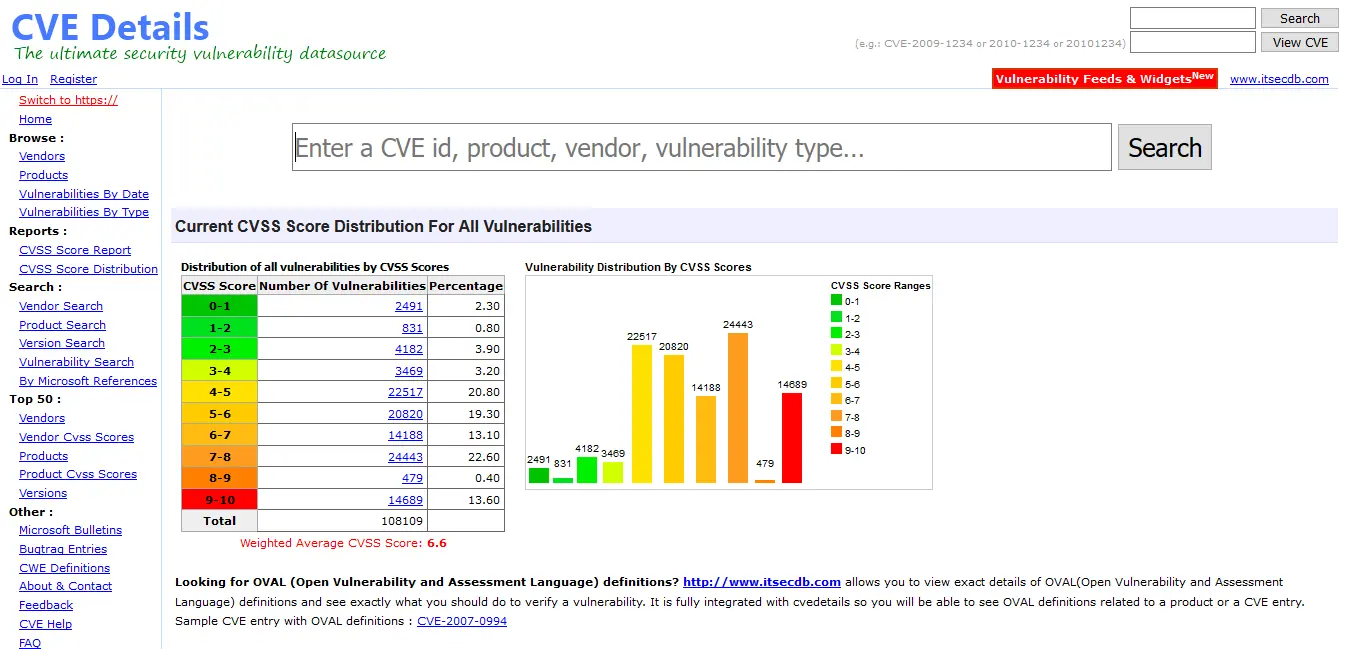 CVE Details
The ultimate security vulnerability datasource
Search
(e.g.: CVE-2009-1234 or 2010-1234 or 20101234)
View CVE
Log In Register
Vulnerability Feeds & WidgetsNew www.itsecdb.com
Switch to https://
Home
Browse :
Vendors
Products
Vulnerabilities By Date
Vulnerabilities By Type
Reports :
CVSS Score Report
CVSS Score Distribution
Search :
Vendor Search
Product Search
Version Search
Vulnerability Search
By Microsoft References
Top 50 :
Vendors
Vendor Cvss Scores
Products
Product Cvss Scores
Versions
Other :
Microsoft Bulletins
Bugtraq Entries
CWE Definitions
About & Contact
Feedback
CVE Help
FAQ
Enter a CVE id, product, vendor, vulnerability type...
Search
Current CVSS Score Distribution For All Vulnerabilities
Distribution of all vulnerabilities by CVSS Scores
CVSS Score Number Of Vulnerabilities Percentage
0-1 2491 2.30
1-2 831 0.80
2-3 4182 3.90
3-4 3469 3.20
4-5 22517 20.80
5-6 20820 19.30
6-7 14188 13.10
7-8 24443 22.60
8-9 479 0.40
9-10 14689 13.60
Total 108109
Weighted Average CVSS Score: 6.6
Vulnerability Distribution By CVSS Scores
2491
831
4182
3469
22517
20820
14188
24443
479
14689
CVSS Score Ranges
0-1
1-2
2-3
3-4
4-5
5-6
6-7
7-8
8-9
9-10
Looking for OVAL (Open Vulnerability and Assessment Language) definitions? http://www.itsecdb.com allows you to view exact details of OVAL(Open Vulnerability and Assessment
Language) definitions and see exactly what you should do to verify a vulnerability. It is fully integrated with cvedetails so you will be able to see OVAL definitions related to a product or a CVE entry.
Sample CVE entry with OVAL definitions : CVE-2007-0994